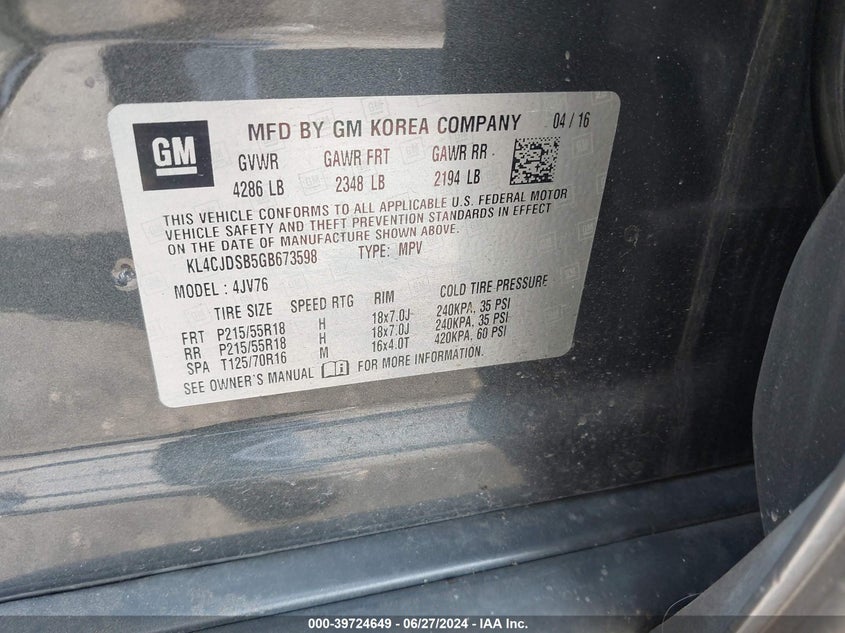 GM
MFD BY GM KOREA COMPANY 04 / 16
GVWR GAWR FRT GAWR RR
4286 LB 2348 LB 2194 LB
THIS VEHICLE CONFORMS TO ALL APPLICABLE U.S. FEDERAL MOTOR
VEHICLE SAFETY AND THEFT PREVENTION STANDARDS IN EFFECT
ON THE DATE OF MANUFACTURE SHOWN ABOVE.
KL4CJDSB5GB673598 TYPE: MPV
MODEL : 4JV76
TIRE SIZE SPEED RTG RIM COLD TIRE PRESSURE
FRT P215/55R18 H 18x7.0J 240KPA, 35 PSI
RR P215/55R18 H 18x7.0J 240KPA, 35 PSI
SPA T125/70R16 M 16x4.0T 420KPA, 60 PSI
SEE OWNER'S MANUAL FOR MORE INFORMATION.
000-39724649 - 06/27/2024 - IAA Inc.